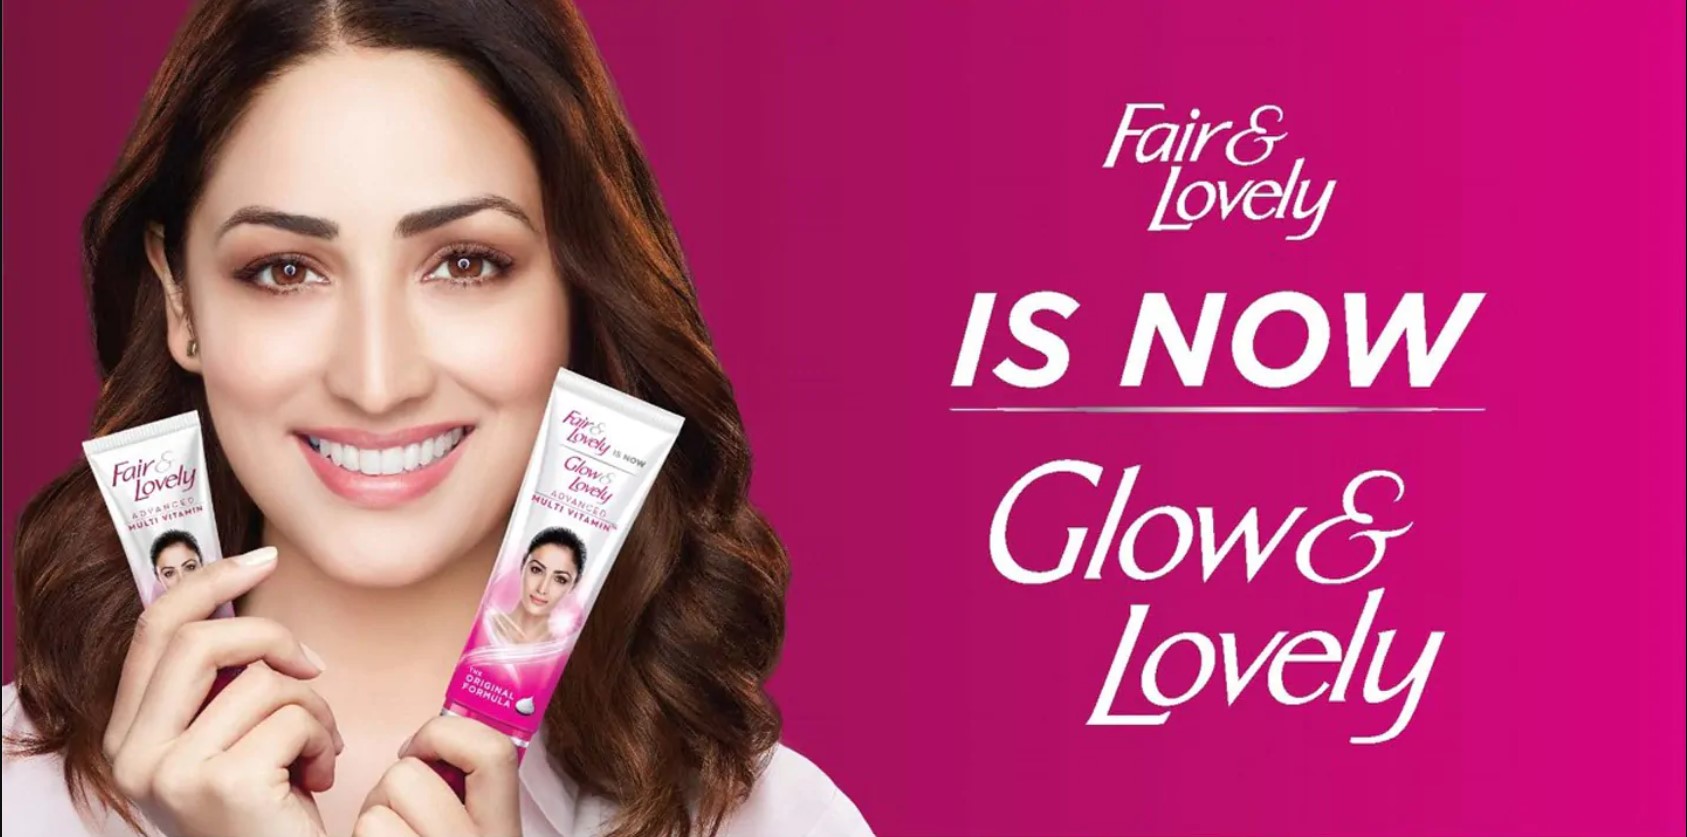 Fair &
Lovely
IS NOW
Glow &
Lovely
Fair &
Lovely
ADVANCED
MULTI VITAMIN
Fair &
Lovely IS NOW
Glow &
Lovely
ADVANCED
MULTI VITAMIN
THE
ORIGINAL
FORMULA